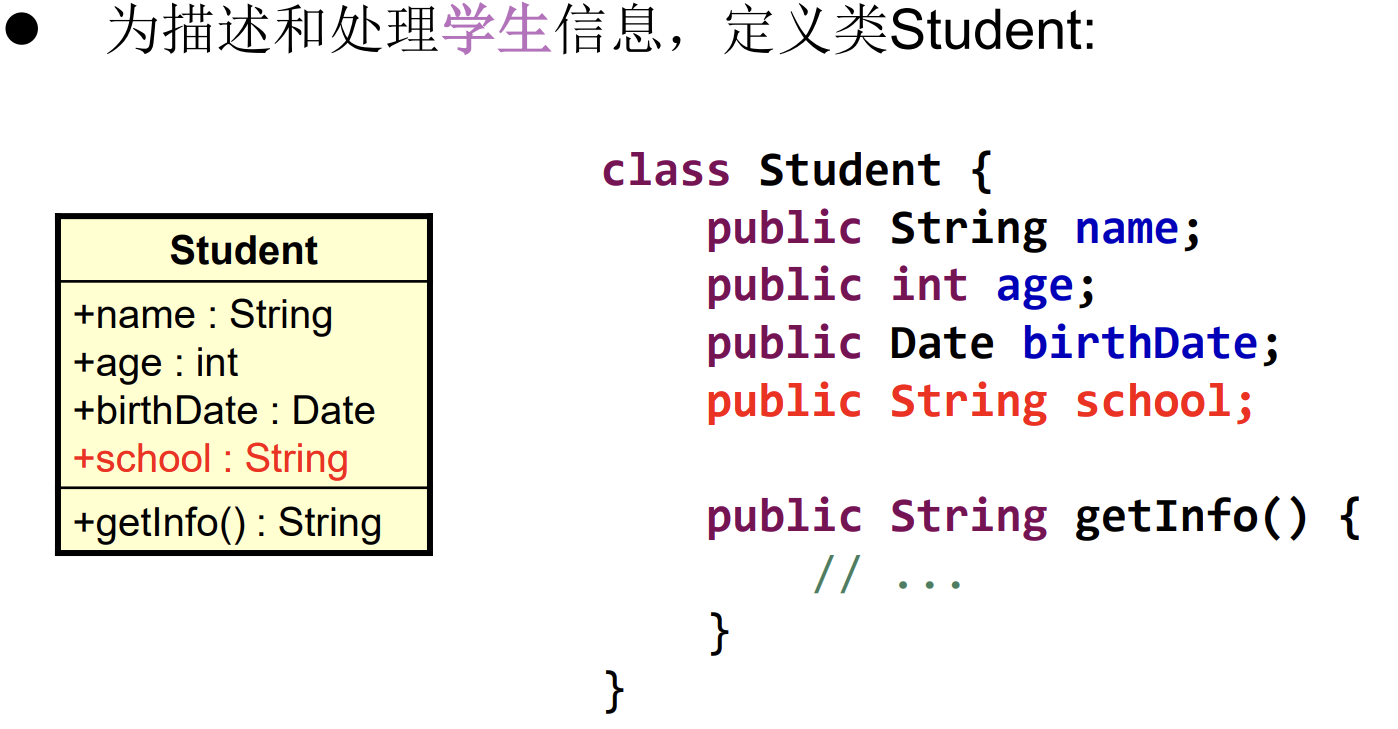 ● 为描述和处理学生信息，定义类Student:
Student
+name : String
+age : int
+birthDate : Date
+school : String
+getInfo() : String
class Student {
    public String name;
    public int age;
    public Date birthDate;
    public String school;
    public String getInfo() {
        // ...
    }
}